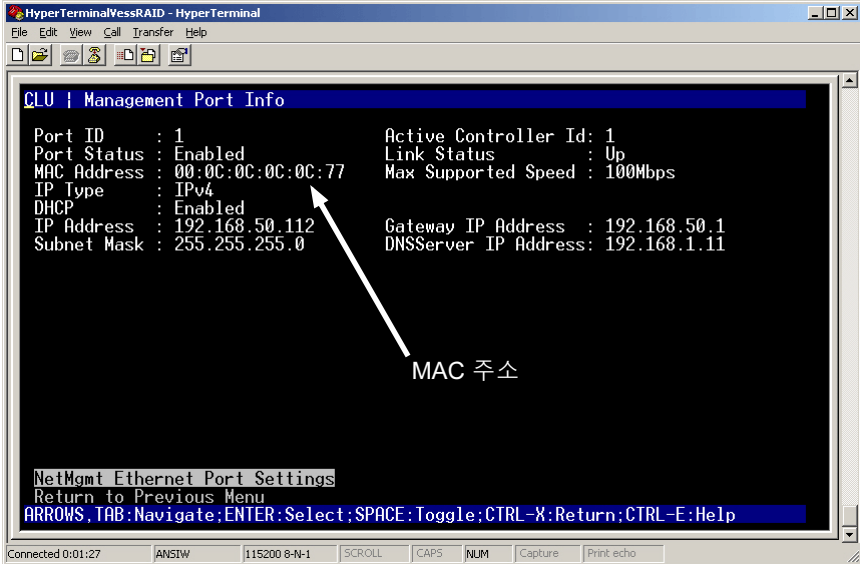 HyperTerminalVessRAID - HyperTerminal
File Edit View Call Transfer Help
CLU | Management Port Info
Port ID : 1 Active Controller Id: 1
Port Status : Enabled Link Status : Up
MAC Address : 00:0C:0C:0C:0C:77 Max Supported Speed : 100Mbps
IP Type : IPv4
DHCP : Enabled
IP Address : 192.168.50.112 Gateway IP Address : 192.168.50.1
Subnet Mask : 255.255.255.0 DNSServer IP Address: 192.168.1.11
MAC 주소
NetMgmt Ethernet Port Settings
Return to Previous Menu
ARROWS,TAB:Navigate;ENTER:Select;SPACE:Toggle;CTRL-X:Return;CTRL-E:Help
Connected 0:01:27 ANSIW 115200 8-N-1 SCROLL CAPS NUM Capture Print echo